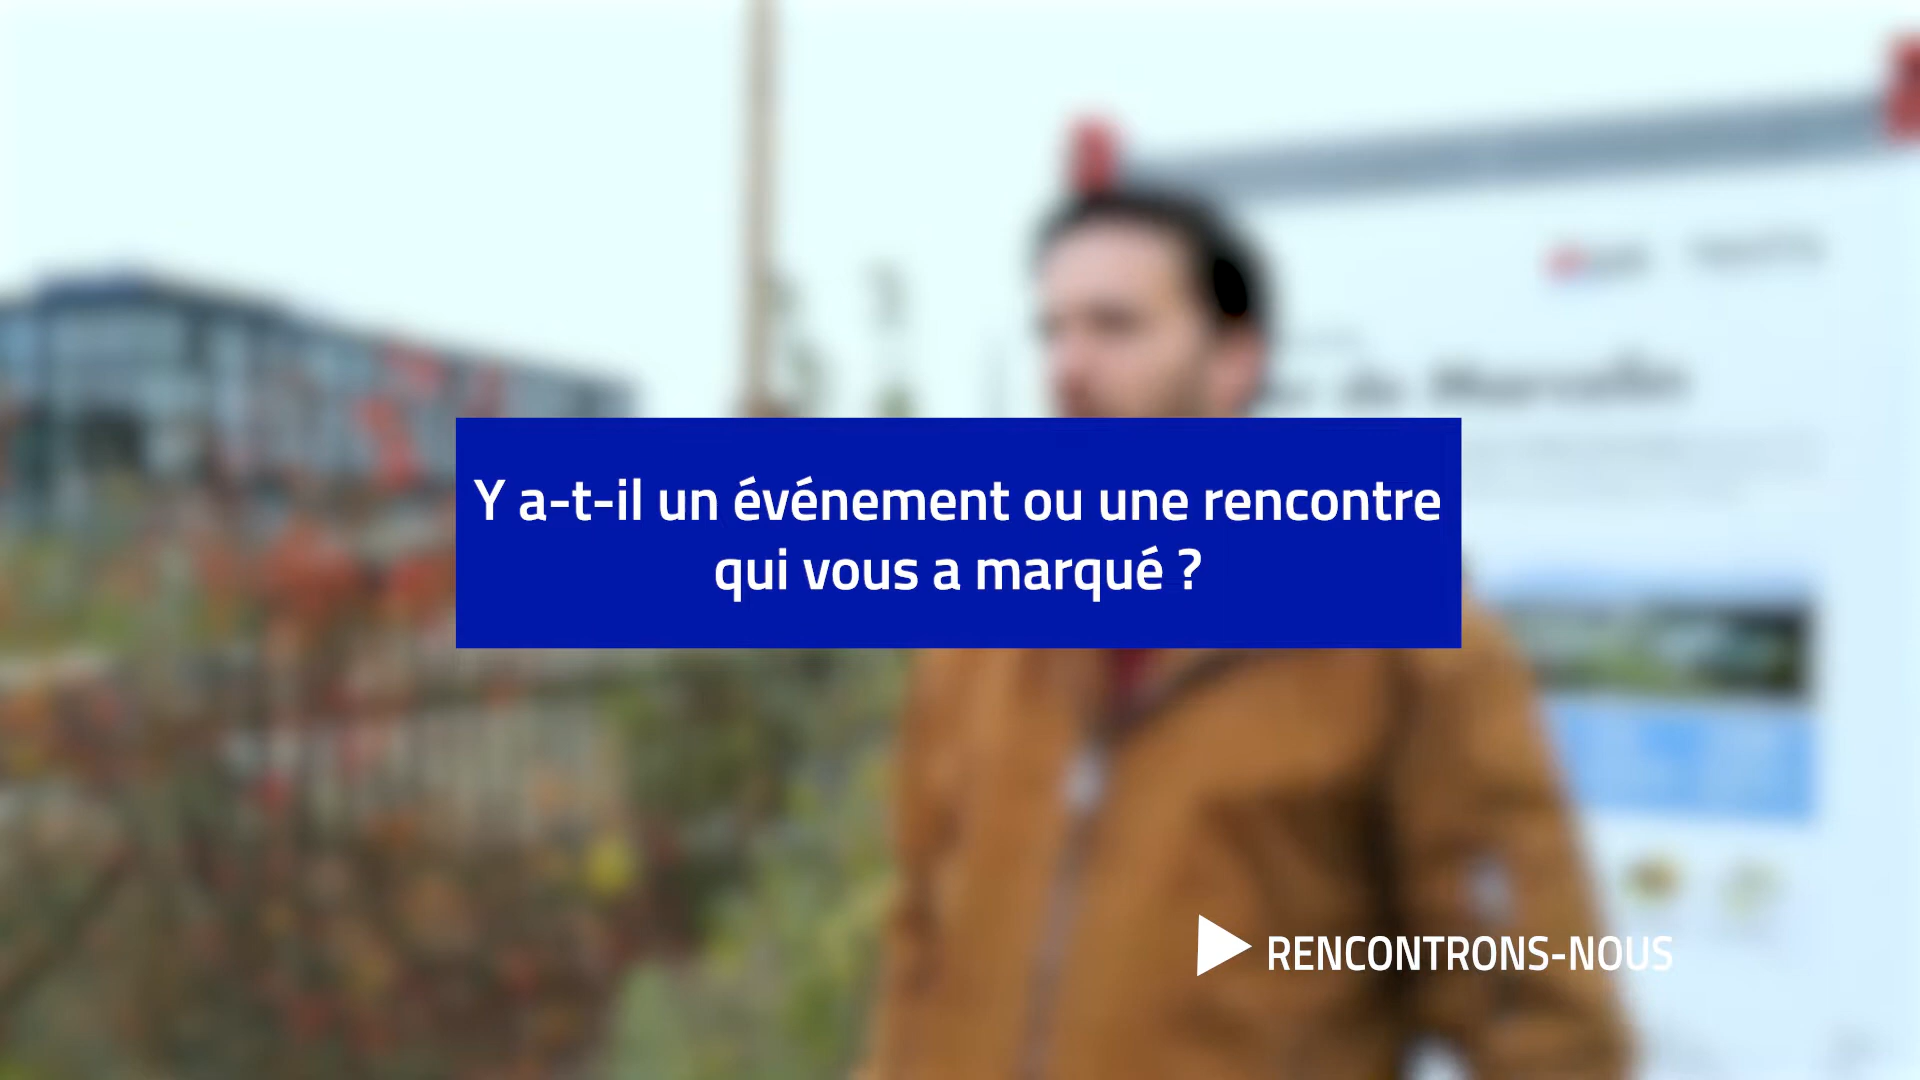 Y a-t-il un événement ou une rencontre
qui vous a marqué ?
RENCONTRONS-NOUS